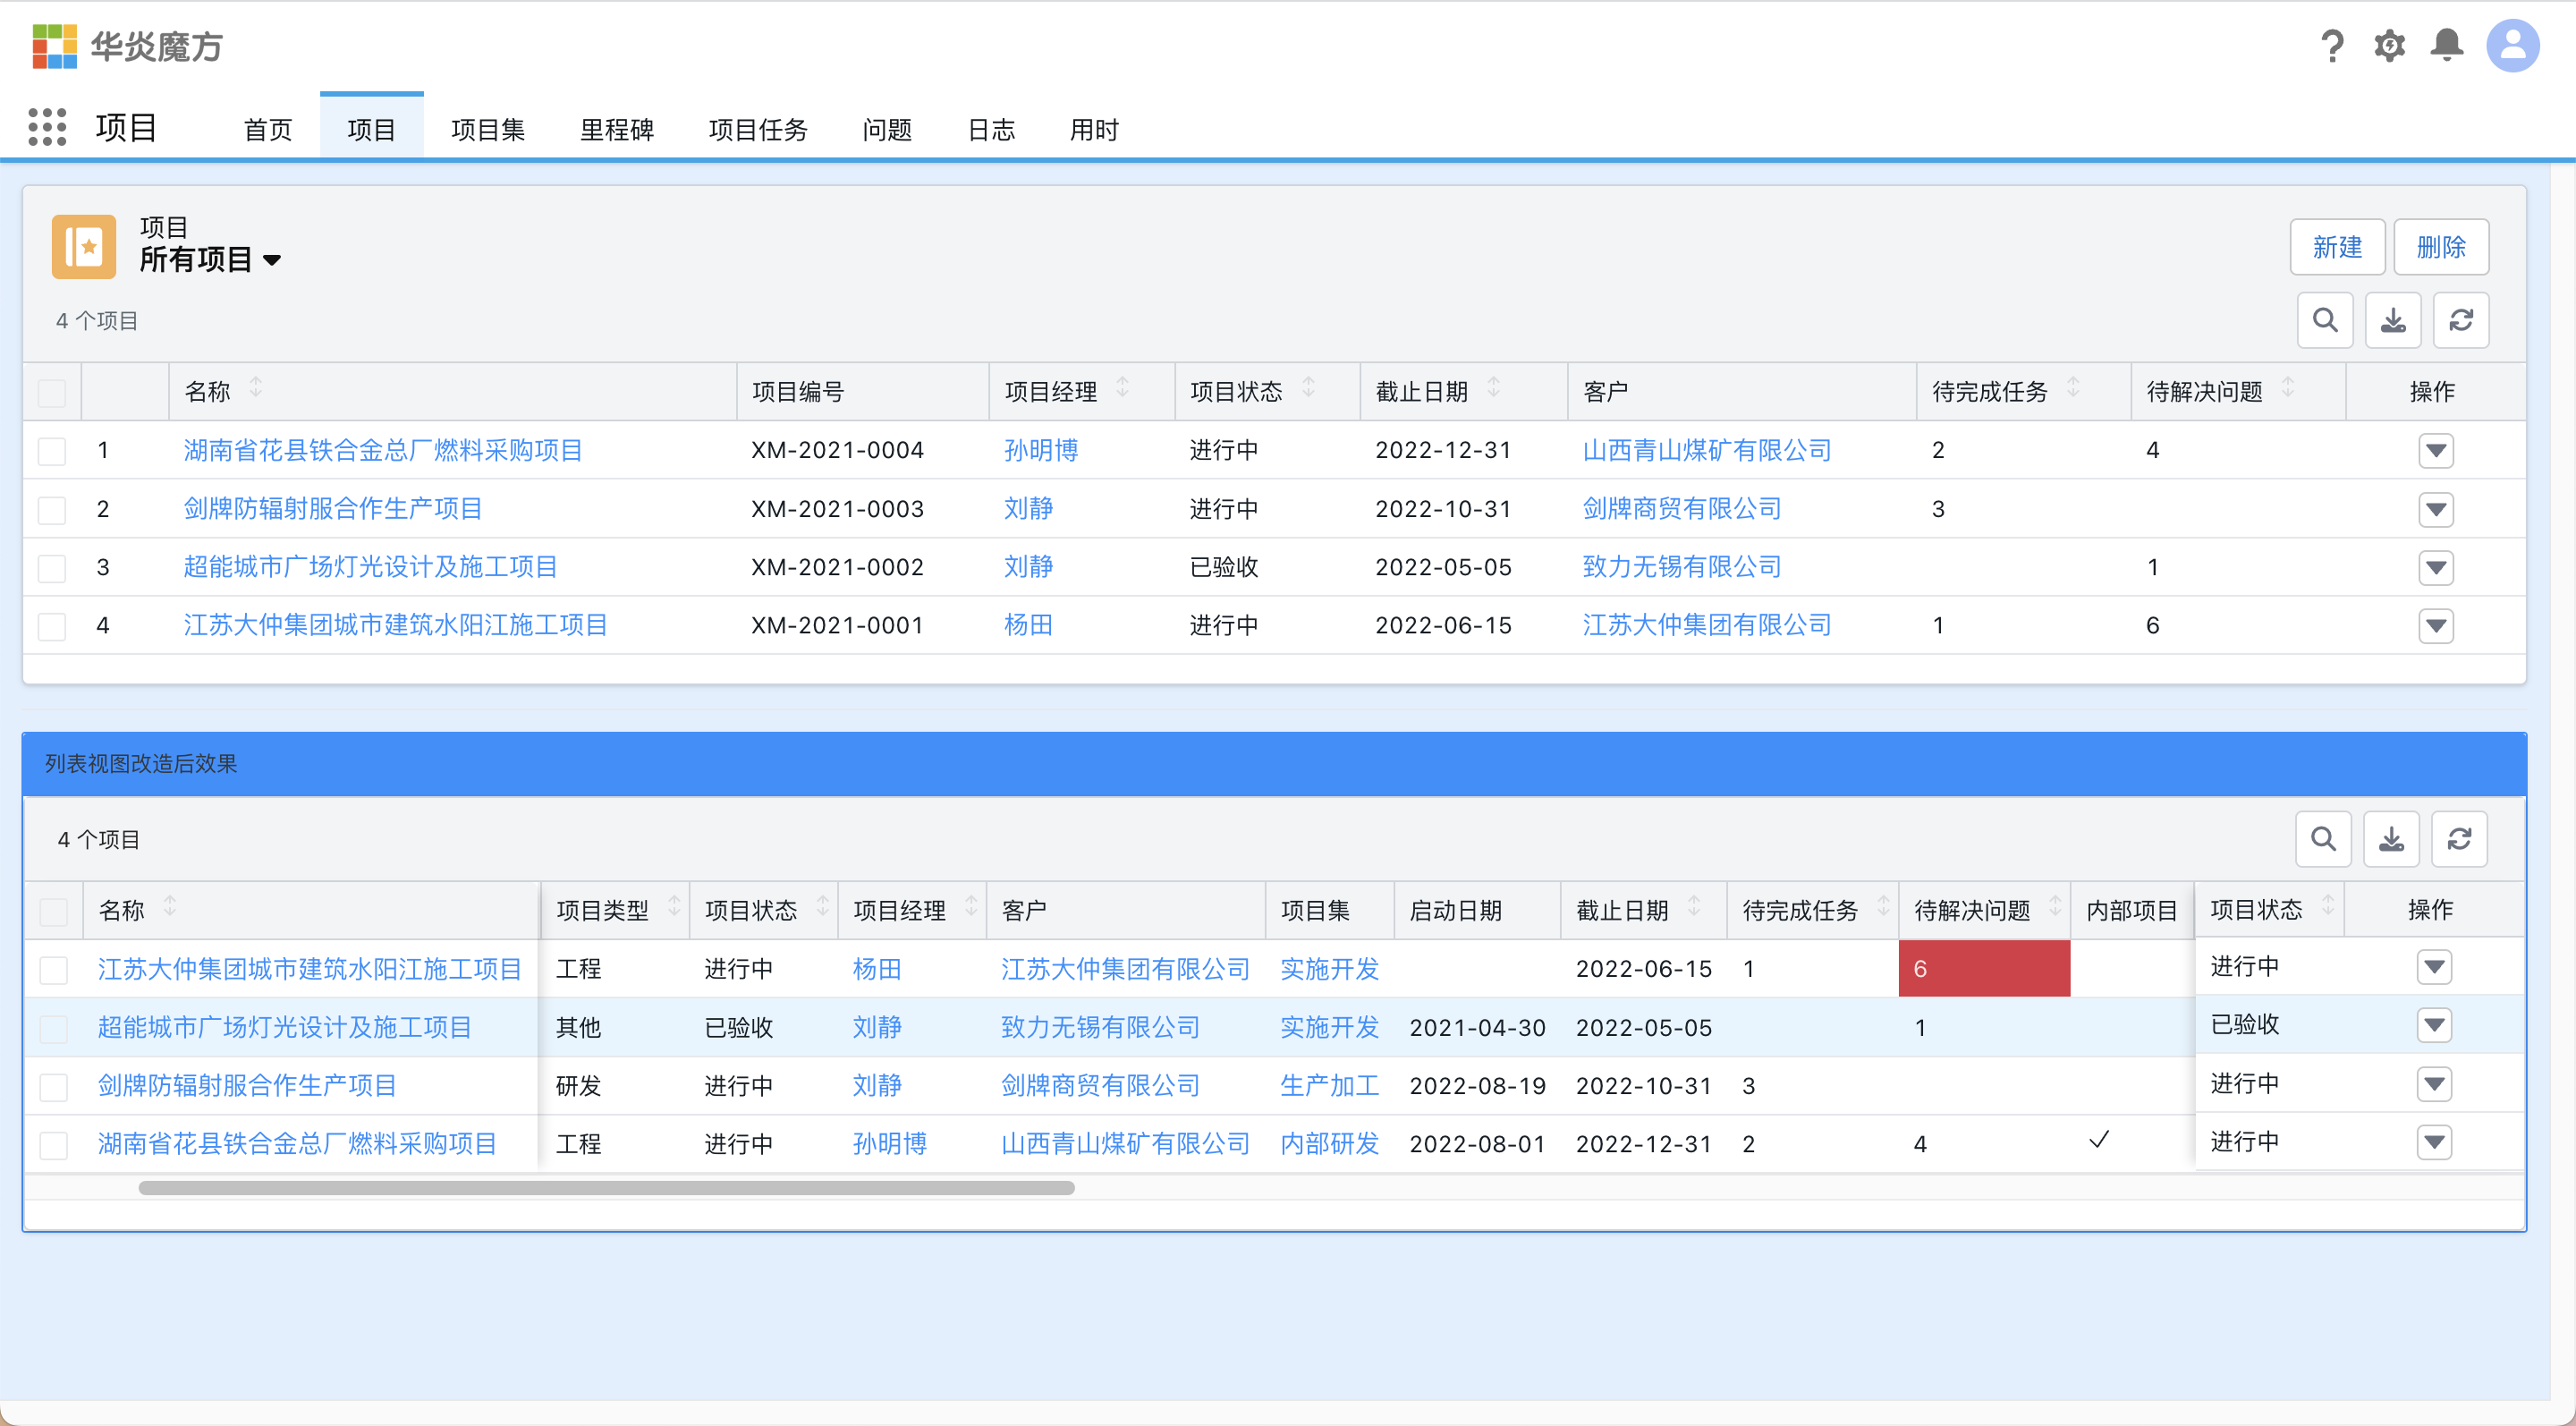 华炎魔方
项目 首页 项目 项目集 里程碑 项目任务 问题 日志 用时
项目
所有项目
新建 删除
4 个项目
名称 项目编号 项目经理 项目状态 截止日期 客户 待完成任务 待解决问题 操作
1 湖南省花县铁合金总厂燃料采购项目 XM-2021-0004 孙明博 进行中 2022-12-31 山西青山煤矿有限公司 2 4
2 剑牌防辐射服合作生产项目 XM-2021-0003 刘静 进行中 2022-10-31 剑牌商贸有限公司 3
3 超能城市广场灯光设计及施工项目 XM-2021-0002 刘静 已验收 2022-05-05 致力无锡有限公司 1
4 江苏大仲集团城市建筑水阳江施工项目 XM-2021-0001 杨田 进行中 2022-06-15 江苏大仲集团有限公司 1 6
列表视图改造后效果
4 个项目
名称 项目类型 项目状态 项目经理 客户 项目集 启动日期 截止日期 待完成任务 待解决问题 内部项目 项目状态 操作
江苏大仲集团城市建筑水阳江施工项目 工程 进行中 杨田 江苏大仲集团有限公司 实施开发 2022-06-15 1 6 进行中
超能城市广场灯光设计及施工项目 其他 已验收 刘静 致力无锡有限公司 实施开发 2021-04-30 2022-05-05 1 已验收
剑牌防辐射服合作生产项目 研发 进行中 刘静 剑牌商贸有限公司 生产加工 2022-08-19 2022-10-31 3 进行中
湖南省花县铁合金总厂燃料采购项目 工程 进行中 孙明博 山西青山煤矿有限公司 内部研发 2022-08-01 2022-12-31 2 4 进行中